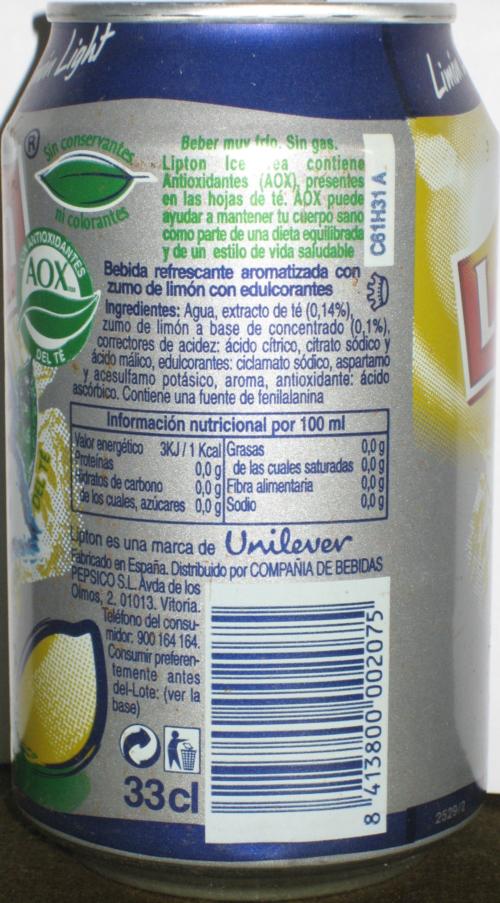 Light
Limón
®
Sin conservantes
ni colorantes
Beber muy frío. Sin gas.
Lipton Ice contiene
Antioxidantes (AOX), presentes
en las hojas de té. AOX puede
ayudar a mantener tu cuerpo sano
como parte de una dieta equilibrada
y de un estilo de vida saludable
C61H31 A
ANTIOXIDANTES
AOX
DEL TÉ
Bebida refrescante aromatizada con
zumo de limón con edulcorantes
Ingredientes: Agua, extracto de té (0,14%),
zumo de limón a base de concentrado (0,1%),
correctores de acidez: ácido cítrico, citrato sódico y
ácido málico, edulcorantes: ciclamato sódico, aspartamo
y acesulfamo potásico, aroma, antioxidante: ácido
ascórbico. Contiene una fuente de fenilalanina
Información nutricional por 100 ml
Valor energético 3KJ/1 Kcal Grasas 0,0 g
Proteínas 0,0 g de las cuales saturadas 0,0 g
hidratos de carbono 0,0 g Fibra alimentaria 0,0 g
de los cuales, azúcares 0,0 g Sodio 0,0 g
DEL TÉ
Lipton es una marca de Unilever
Fabricado en España. Distribuido por COMPAÑIA DE BEBIDAS
PEPSICO S.L. Avda de los
Olmos, 2. 01013. Vitoria.
Teléfono del consu-
midor: 900 164 164.
Consumir preferen-
temente antes
del-Lote: (ver la
base)
33cl
8 413800 002075
2529/2